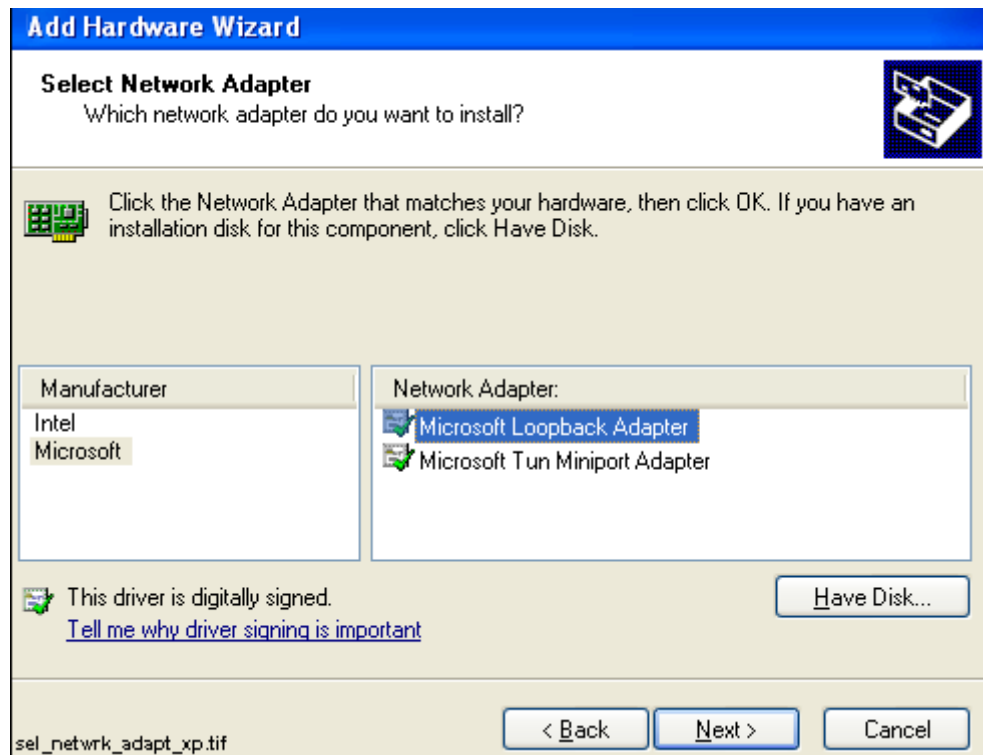 Add Hardware Wizard
Select Network Adapter
Which network adapter do you want to install?
Click the Network Adapter that matches your hardware, then click OK. If you have an
installation disk for this component, click Have Disk.
Manufacturer
Intel
Microsoft
Network Adapter:
Microsoft Loopback Adapter
Microsoft Tun Miniport Adapter
This driver is digitally signed.
Tell me why driver signing is important
Have Disk...
< Back
Next >
Cancel
sel_netwrk_adapt_xp.tif